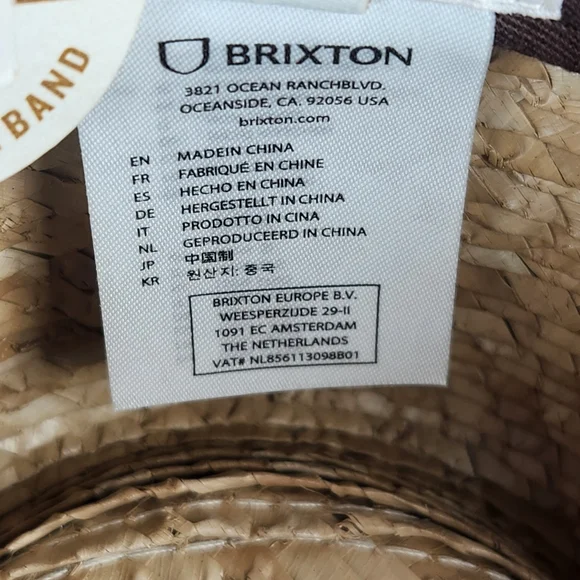 BAND
BRIXTON
3821 OCEAN RANCHBLVD.
OCEANSIDE, CA. 92056 USA
brixton.com
EN MADEIN CHINA
FR FABRIQUÉ EN CHINE
ES HECHO EN CHINA
DE HERGESTELLT IN CHINA
IT PRODOTTO IN CINA
NL GEPRODUCEERD IN CHINA
JP 中国制
KR 원산지: 중국
BRIXTON EUROPE B.V.
WEESPERZIJDE 29-II
1091 EC AMSTERDAM
THE NETHERLANDS
VAT# NL856113098B01